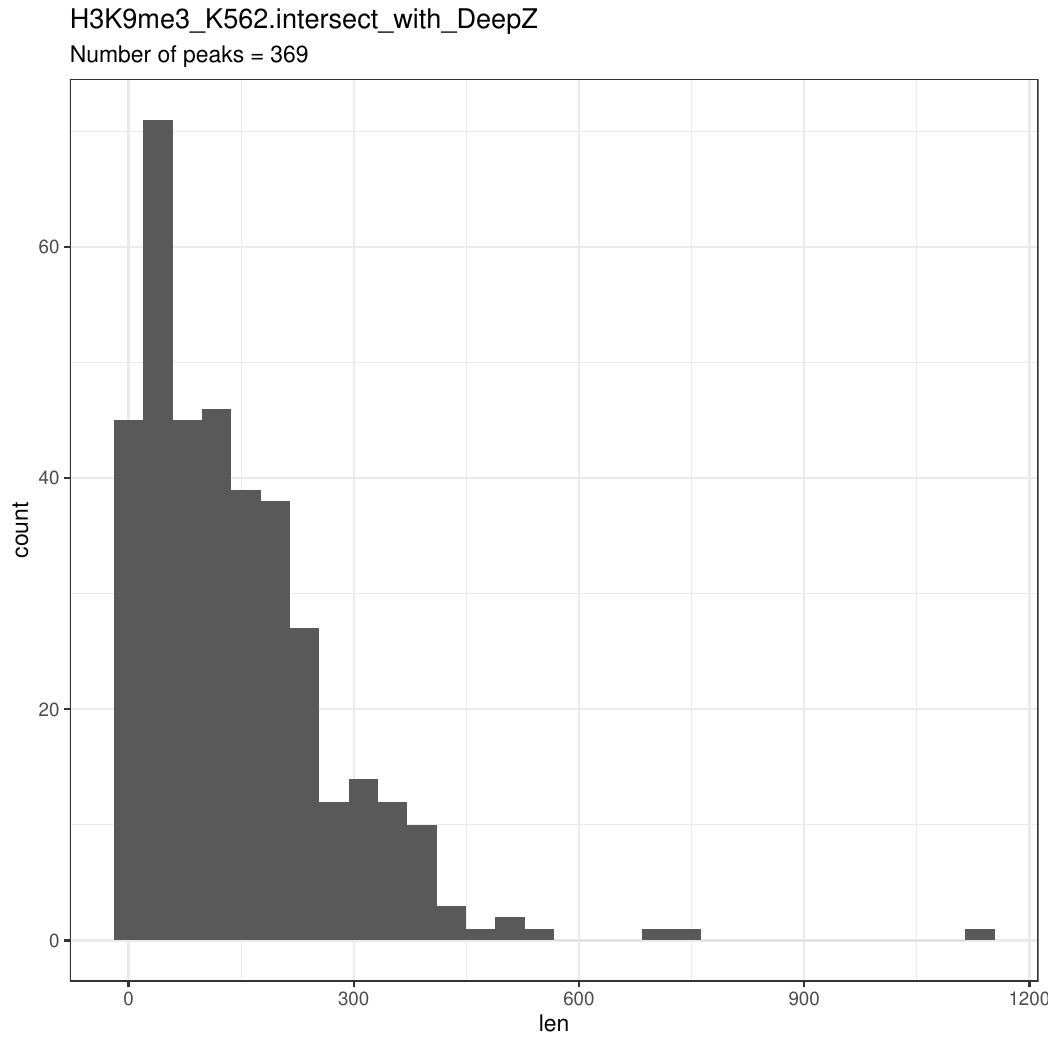 H3K9me3_K562.intersect_with_DeepZ
Number of peaks = 369
60
40
20
0
count
0 300 600 900 1200
len